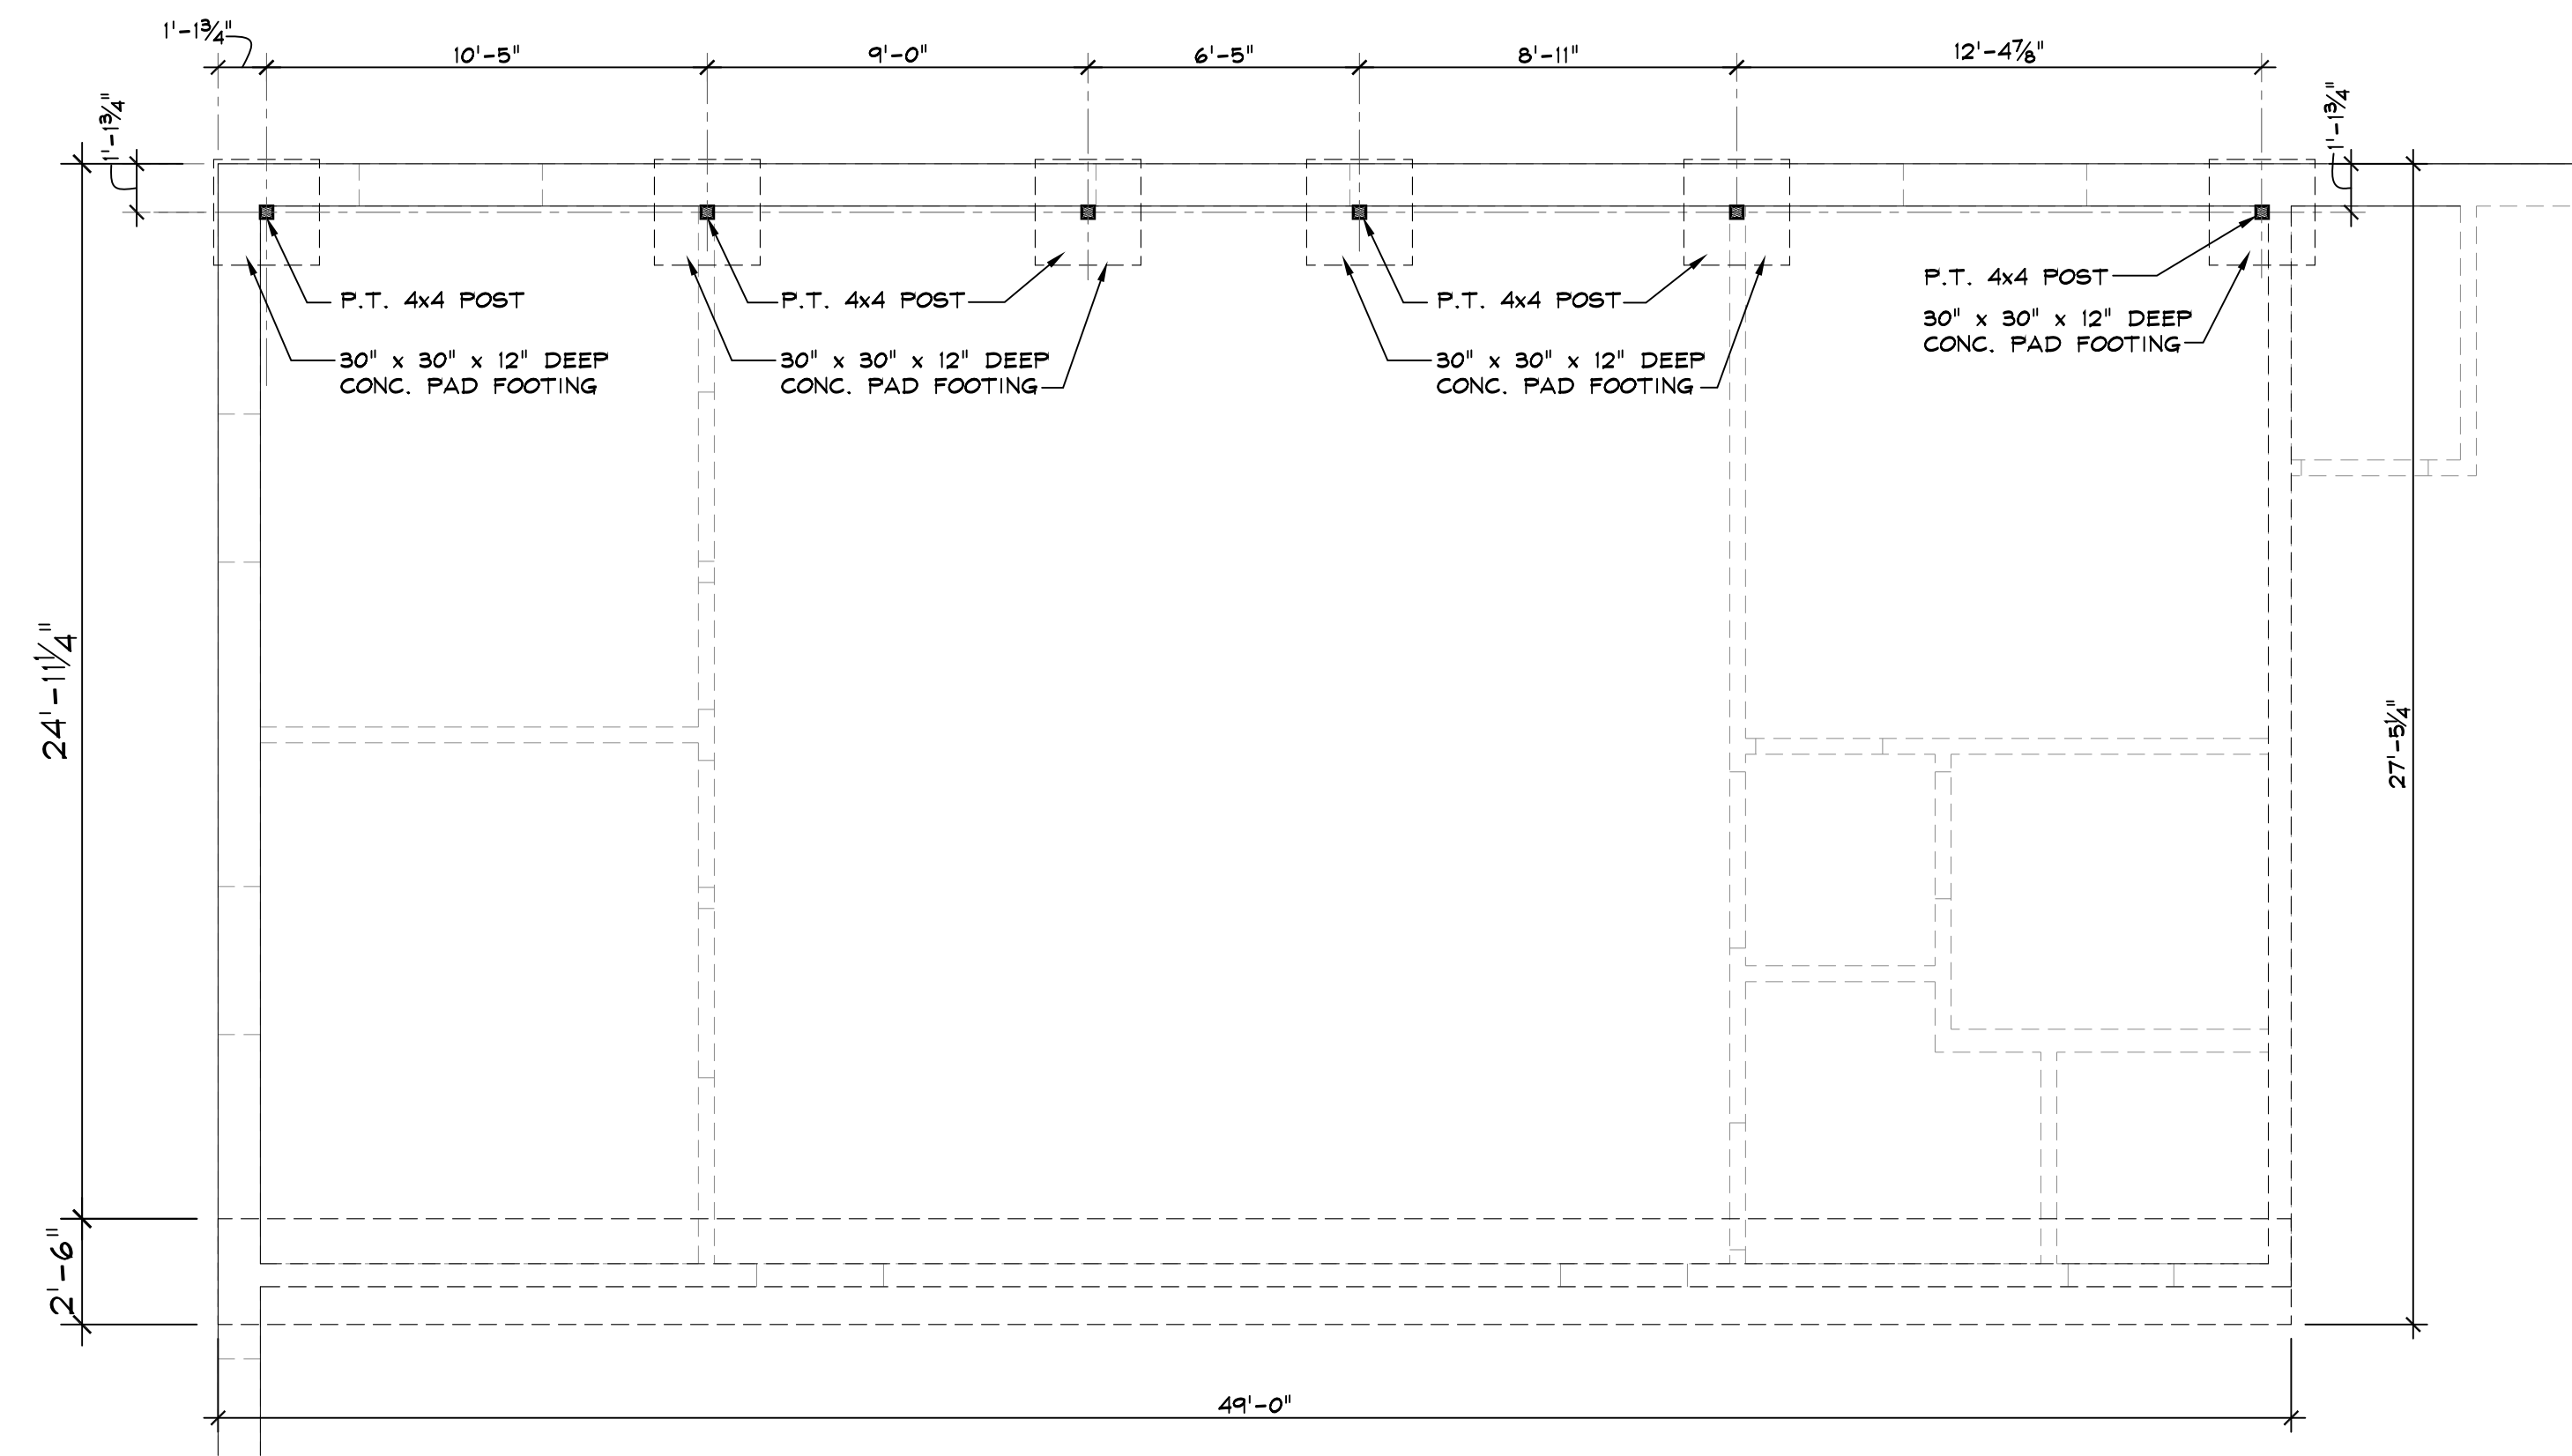 1'-1¾"
10'-5"
9'-0"
6'-5"
8'-11"
12'-4⅞"
1'-1¾"
1'-1¾"
P.T. 4x4 POST
30" x 30" x 12" DEEP
CONC. PAD FOOTING
P.T. 4x4 POST
30" x 30" x 12" DEEP
CONC. PAD FOOTING
P.T. 4x4 POST
30" x 30" x 12" DEEP
CONC. PAD FOOTING
P.T. 4x4 POST
30" x 30" x 12" DEEP
CONC. PAD FOOTING
24'-11¼"
27'-5¼"
2'-6"
49'-0"